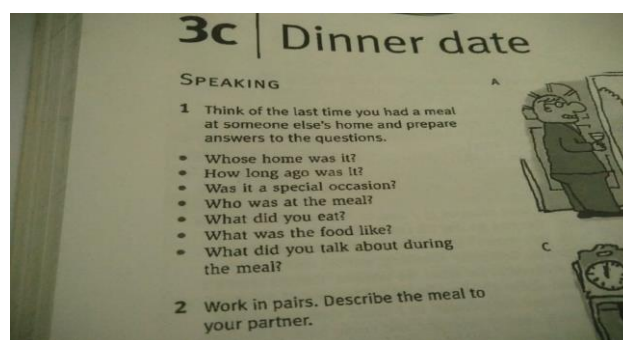 3c | Dinner date
SPEAKING
A
1 Think of the last time you had a meal
at someone else's home and prepare
answers to the questions.
• Whose home was it?
• How long ago was it?
• Was it a special occasion?
• Who was at the meal?
• What did you eat?
• What was the food like?
• What did you talk about during
the meal?
C
2 Work in pairs. Describe the meal to
your partner.